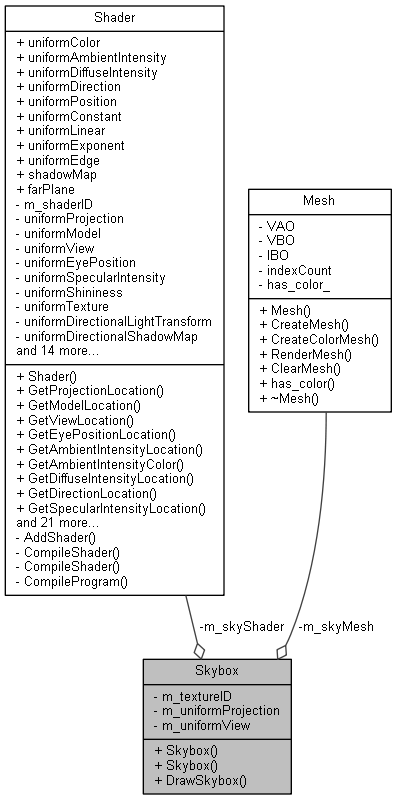 Shader
+ uniformColor
+ uniformAmbientIntensity
+ uniformDiffuseIntensity
+ uniformDirection
+ uniformPosition
+ uniformConstant
+ uniformLinear
+ uniformExponent
+ uniformEdge
+ shadowMap
+ farPlane
- m_shaderID
- uniformProjection
- uniformModel
- uniformView
- uniformEyePosition
- uniformSpecularIntensity
- uniformShininess
- uniformTexture
- uniformDirectionalLightTransform
- uniformDirectionalShadowMap
and 14 more...
+ Shader()
+ GetProjectionLocation()
+ GetModelLocation()
+ GetViewLocation()
+ GetEyePositionLocation()
+ GetAmbientIntensityLocation()
+ GetAmbientIntensityColor()
+ GetDiffuseIntensityLocation()
+ GetDirectionLocation()
+ GetSpecularIntensityLocation()
and 21 more...
- AddShader()
- CompileShader()
- CompileShader()
- CompileProgram()
Mesh
- VAO
- VBO
- IBO
- indexCount
- has_color_
+ Mesh()
+ CreateMesh()
+ CreateColorMesh()
+ RenderMesh()
+ ClearMesh()
+ has_color()
+ ~Mesh()
-m_skyShader
-m_skyMesh
Skybox
- m_textureID
- m_uniformProjection
- m_uniformView
+ Skybox()
+ Skybox()
+ DrawSkybox()